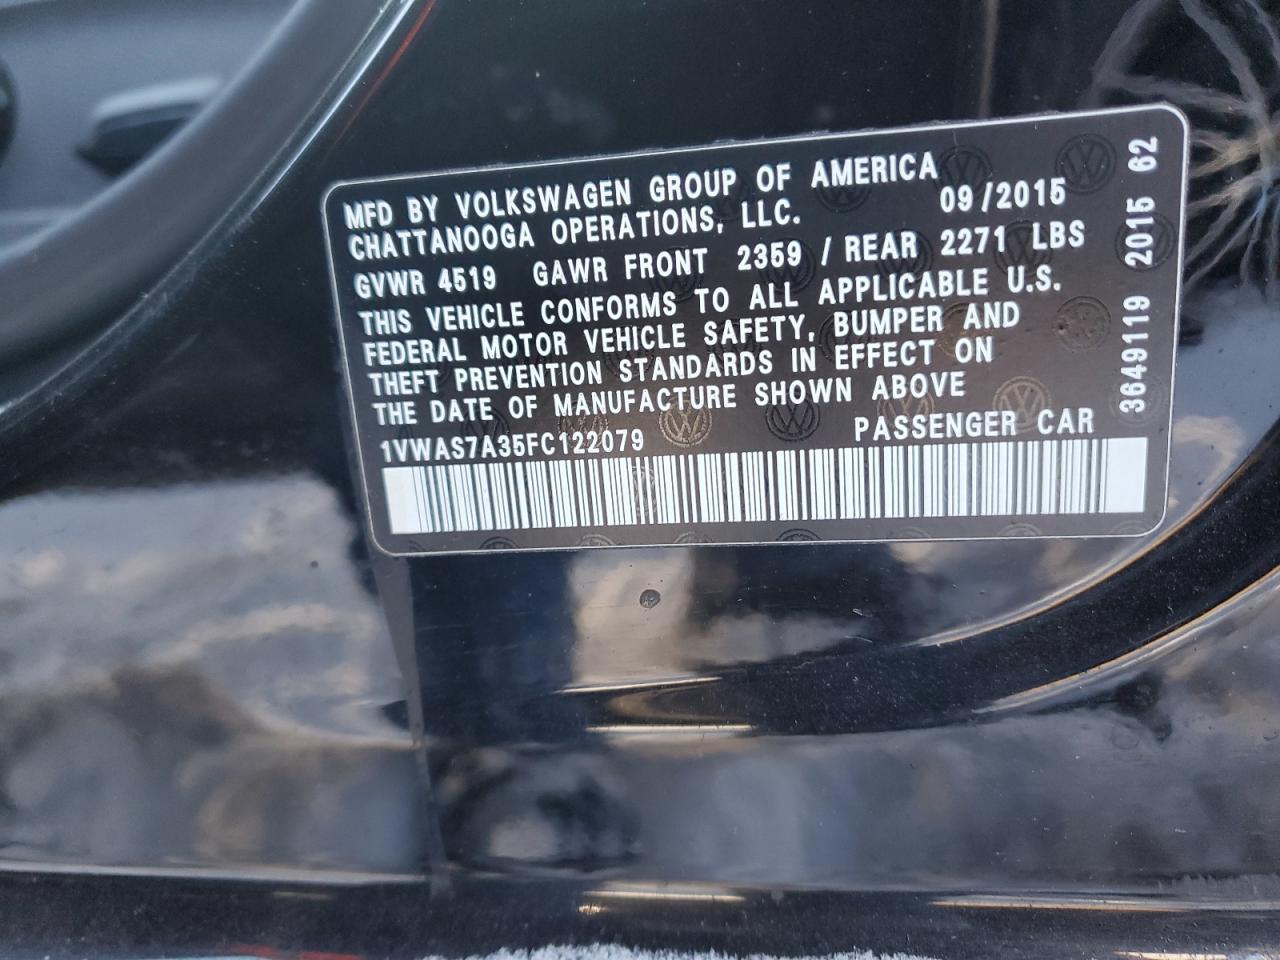 MFD BY VOLKSWAGEN GROUP OF AMERICA
CHATTANOOGA OPERATIONS, LLC. 09/2015
GVWR 4519 GAWR FRONT 2359 / REAR 2271 LBS
THIS VEHICLE CONFORMS TO ALL APPLICABLE U.S.
FEDERAL MOTOR VEHICLE SAFETY, BUMPER AND
THEFT PREVENTION STANDARDS IN EFFECT ON
THE DATE OF MANUFACTURE SHOWN ABOVE
1VWAS7A35FC122079 PASSENGER CAR
3649119 2015 62